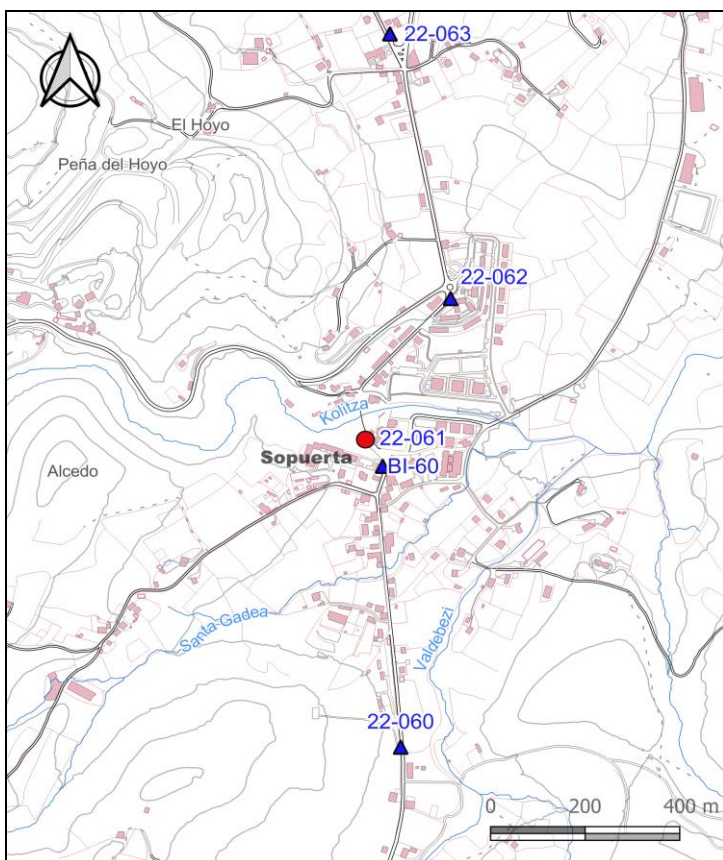 22-063
El Hoyo
Peña del Hoyo
22-062
Kolitza
22-061
Sopuerta
BI-60
Alcedo
Santa-Gadea
Valdebezi
22-060
0 200 400 m